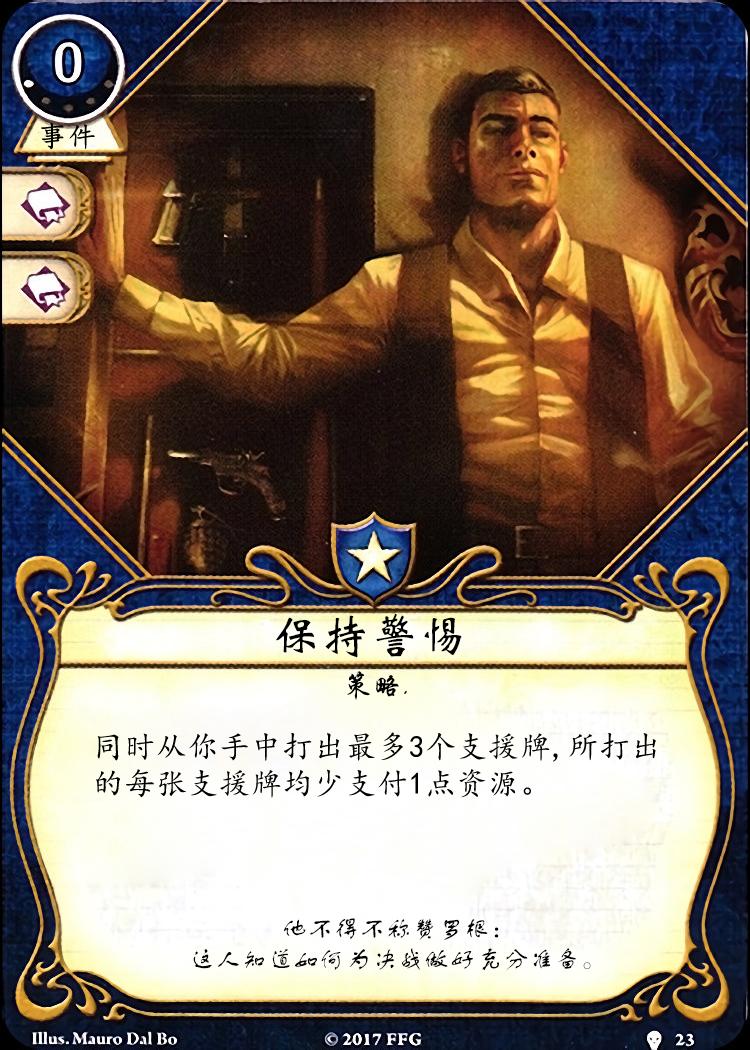 0
事件
保持警惕
策略.
同时从你手中打出最多3个支援牌,所打出
的每张支援牌均少支付1点资源。
他不得不称赞罗根：
这人知道如何为决战做好充分准备。
Illus. Mauro Dal Bo
© 2017 FFG
23